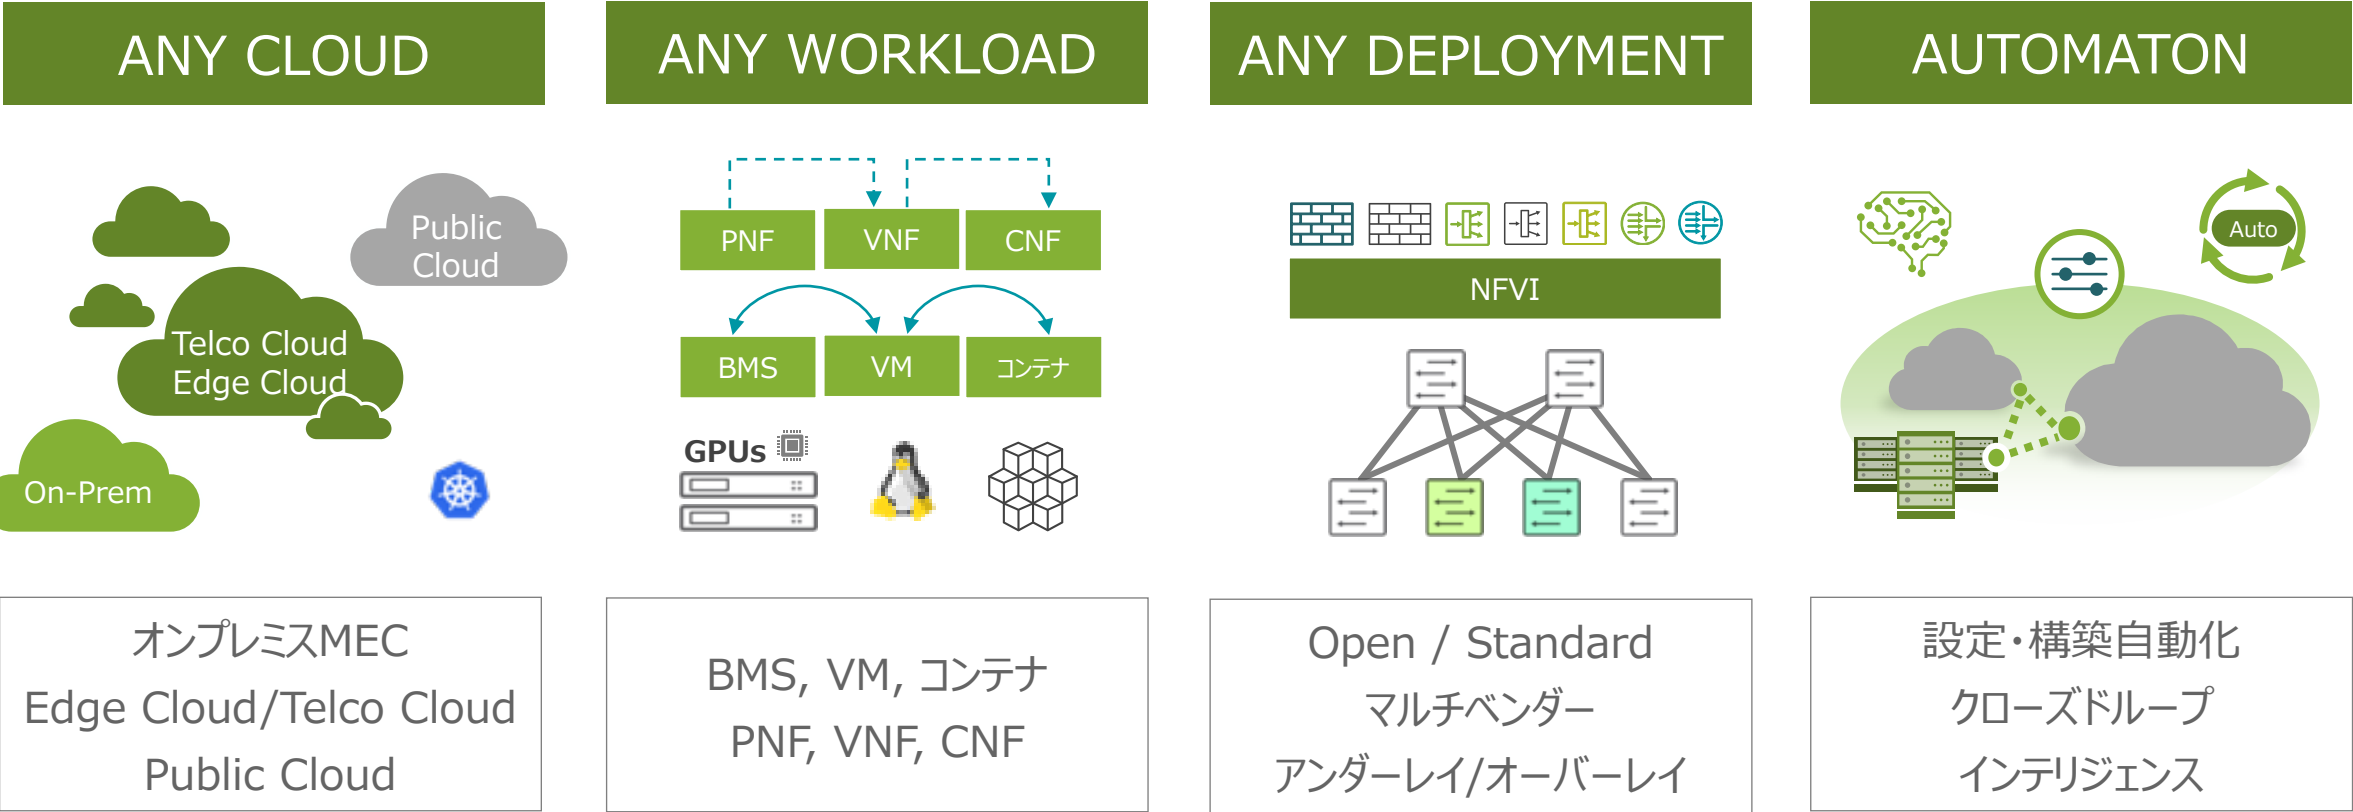 ANY CLOUD
Public
Cloud
Telco Cloud
Edge Cloud
On-Prem
オンプレミスMEC
Edge Cloud/Telco Cloud
Public Cloud
ANY WORKLOAD
PNF
VNF
CNF
BMS
VM
コンテナ
GPUs
BMS, VM, コンテナ
PNF, VNF, CNF
ANY DEPLOYMENT
NFVI
Open / Standard
マルチベンダー
アンダーレイ/オーバーレイ
AUTOMATON
Auto
設定・構築自動化
クローズドループ
インテリジェンス